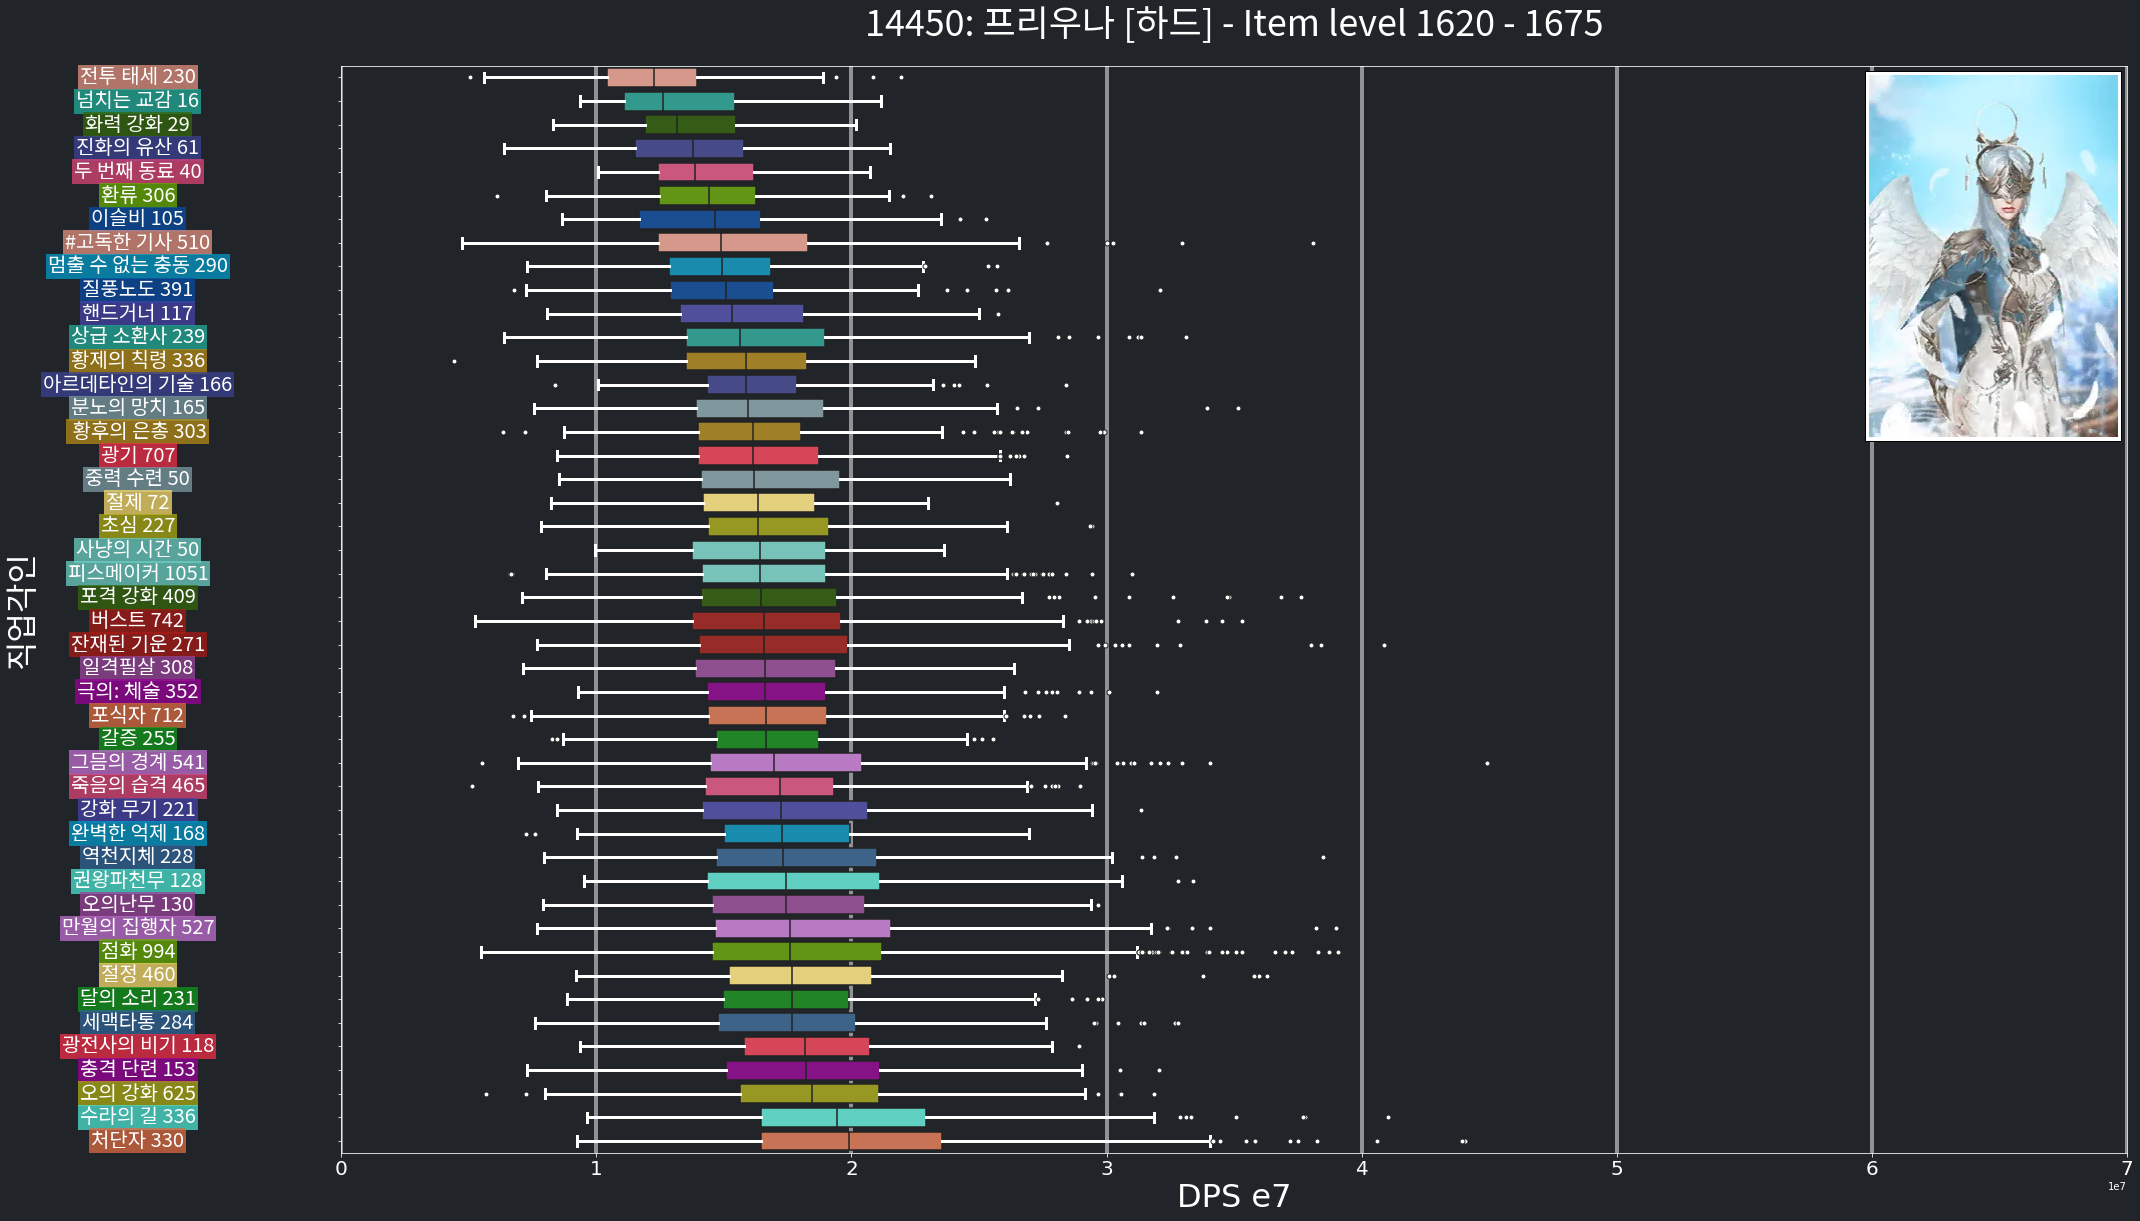 14450: 프리우나 [하드] - Item level 1620 - 1675
전투 태세 230
넘치는 교감 16
화력 강화 29
진화의 유산 61
두 번째 동료 40
환류 306
이슬비 105
#고독한 기사 510
멈출 수 없는 충동 290
질풍노도 391
핸드거너 117
상급 소환사 239
황제의 칙령 336
아르데타인의 기술 166
분노의 망치 165
황후의 은총 303
광기 707
중력 수련 50
절제 72
초심 227
사냥의 시간 50
피스메이커 1051
포격 강화 409
버스트 742
잔재된 기운 271
일격필살 308
극의: 체술 352
포식자 712
갈증 255
그믐의 경계 541
죽음의 습격 465
강화 무기 221
완벽한 억제 168
역천지체 228
권왕파천무 128
오의난무 130
만월의 집행자 527
점화 994
절정 460
달의 소리 231
세맥타통 284
광전사의 비기 118
충격 단련 153
오의 강화 625
수라의 길 336
처단자 330
직업각인
0 1 2 3 4 5 6 7
DPS e7
1e7